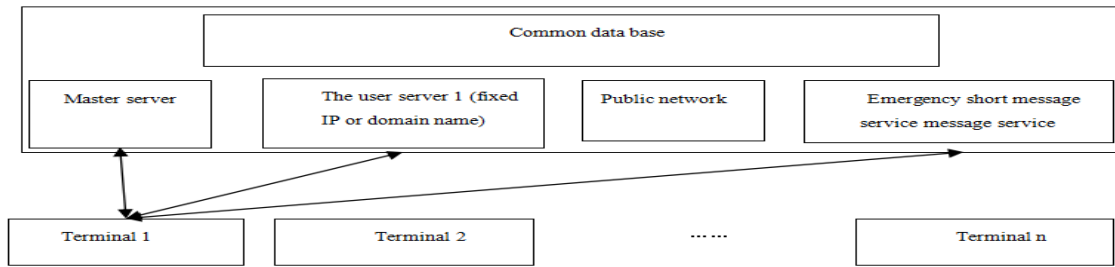 Common data base
Master server
The user server 1 (fixed
IP or domain name)
Public network
Emergency short message
service message service
Terminal 1
Terminal 2
... ...
Terminal n